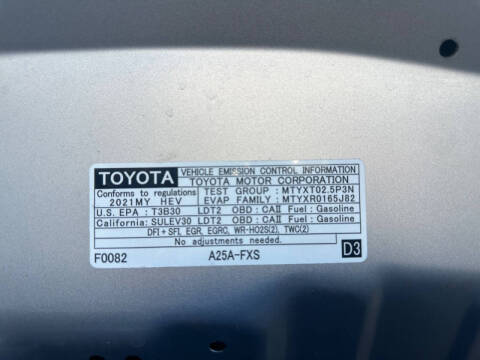 TOYOTA VEHICLE EMISSION CONTROL INFORMATION
TOYOTA MOTOR CORPORATION
Conforms to regulations TEST GROUP : MTYXT02.5P3N
2021MY HEV EVAP FAMILY : MTYXR0165J82
U.S. EPA : T3B30 LDT2 OBD : CAⅡ Fuel : Gasoline
California: SULEV30 LDT2 OBD : CAⅡ Fuel : Gasoline
DFI + SFI, EGR, EGRC, WR-HO2S(2), TWC(2)
No adjustments needed.
F0082 A25A-FXS D3